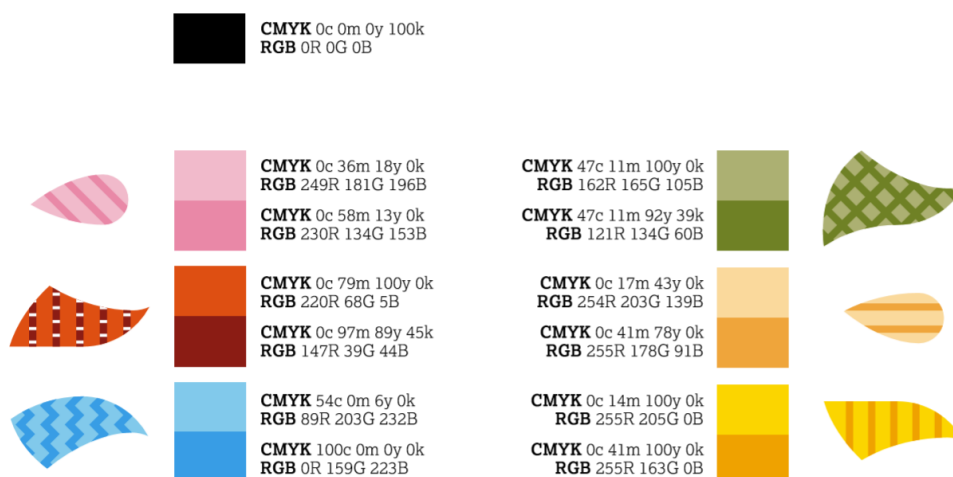 CMYK 0c 0m 0y 100k
RGB 0R 0G 0B
CMYK 0c 36m 18y 0k
RGB 249R 181G 196B
CMYK 0c 58m 13y 0k
RGB 230R 134G 153B
CMYK 0c 79m 100y 0k
RGB 220R 68G 5B
CMYK 0c 97m 89y 45k
RGB 147R 39G 44B
CMYK 54c 0m 6y 0k
RGB 89R 203G 232B
CMYK 100c 0m 0y 0k
RGB 0R 159G 223B
CMYK 47c 11m 100y 0k
RGB 162R 165G 105B
CMYK 47c 11m 92y 39k
RGB 121R 134G 60B
CMYK 0c 17m 43y 0k
RGB 254R 203G 139B
CMYK 0c 41m 78y 0k
RGB 255R 178G 91B
CMYK 0c 14m 100y 0k
RGB 255R 205G 0B
CMYK 0c 41m 100y 0k
RGB 255R 163G 0B